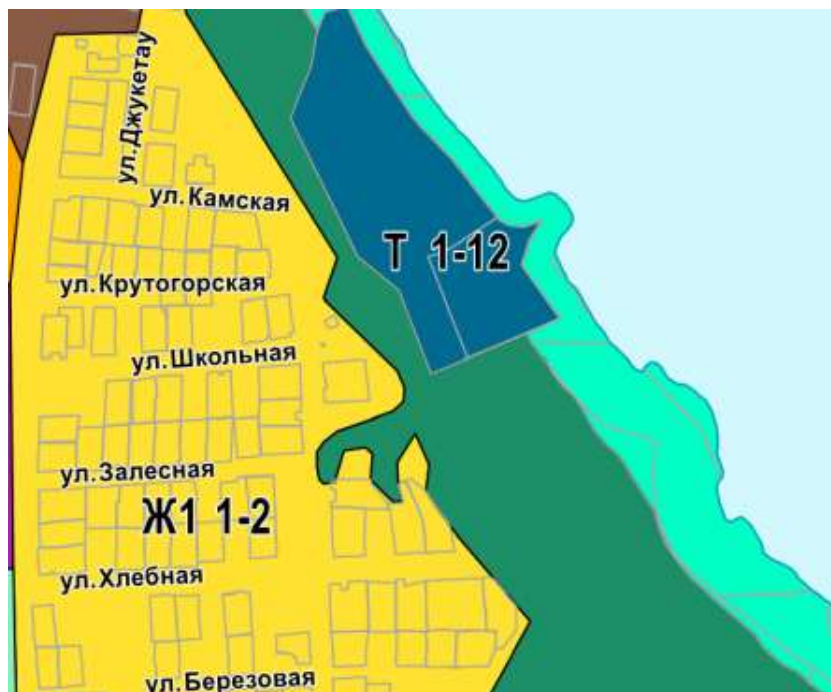 ул.Джукетау
ул.Камская
Т 1-12
ул.Крутогорская
ул.Школьная
ул.Залесная
Ж1 1-2
ул.Хлебная
ул.Березовая